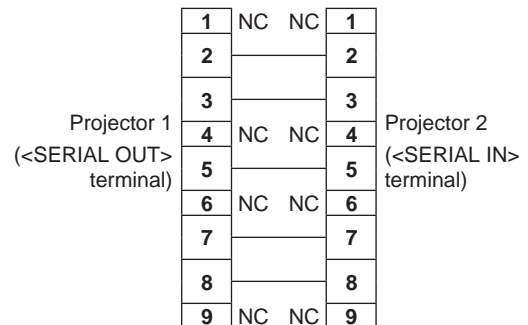 1 NC NC 1
2 2
3 3
Projector 1
(<SERIAL OUT>
terminal)
4 NC NC 4
Projector 2
(<SERIAL IN>
terminal)
5 5
6 NC NC 6
7 7
8 8
9 NC NC 9